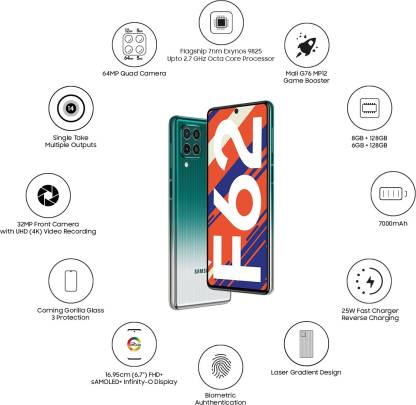 Flagship 7nm Exynos 9825
Upto 2.7 GHz Octa Core Processor
64MP Quad Camera
Mali G76 MP12
Game Booster
Single Take
Multiple Outputs
8GB + 128GB
6GB + 128GB
F62
SAMSUNG
32MP Front Camera
with UHD (4K) Video Recording
7000mAh
Corning Gorilla Glass
3 Protection
25W Fast Charger
Reverse Charging
16.95cm (6.7") FHD+
sAMOLED+ Infinity-O Display
Biometric
Auhthentication
Laser Gradient Design